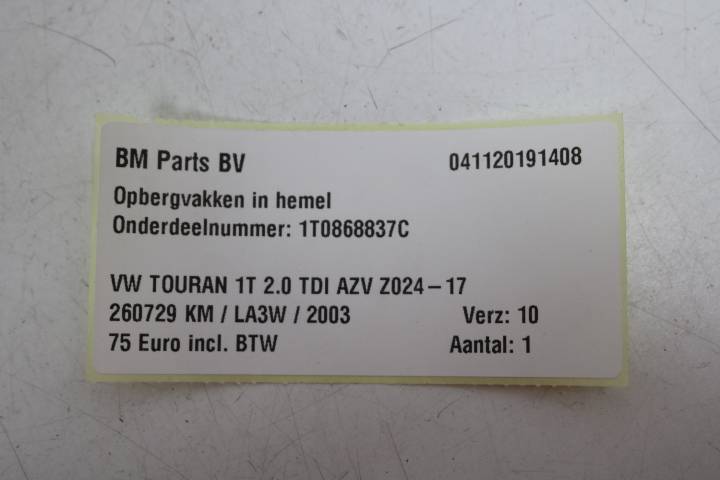 BM Parts BV 041120191408
Opbergvakken in hemel
Onderdeelnummer: 1T0868837C
VW TOURAN 1T 2.0 TDI AZV Z024-17
260729 KM / LA3W / 2003 Verz: 10
75 Euro incl. BTW Aantal: 1